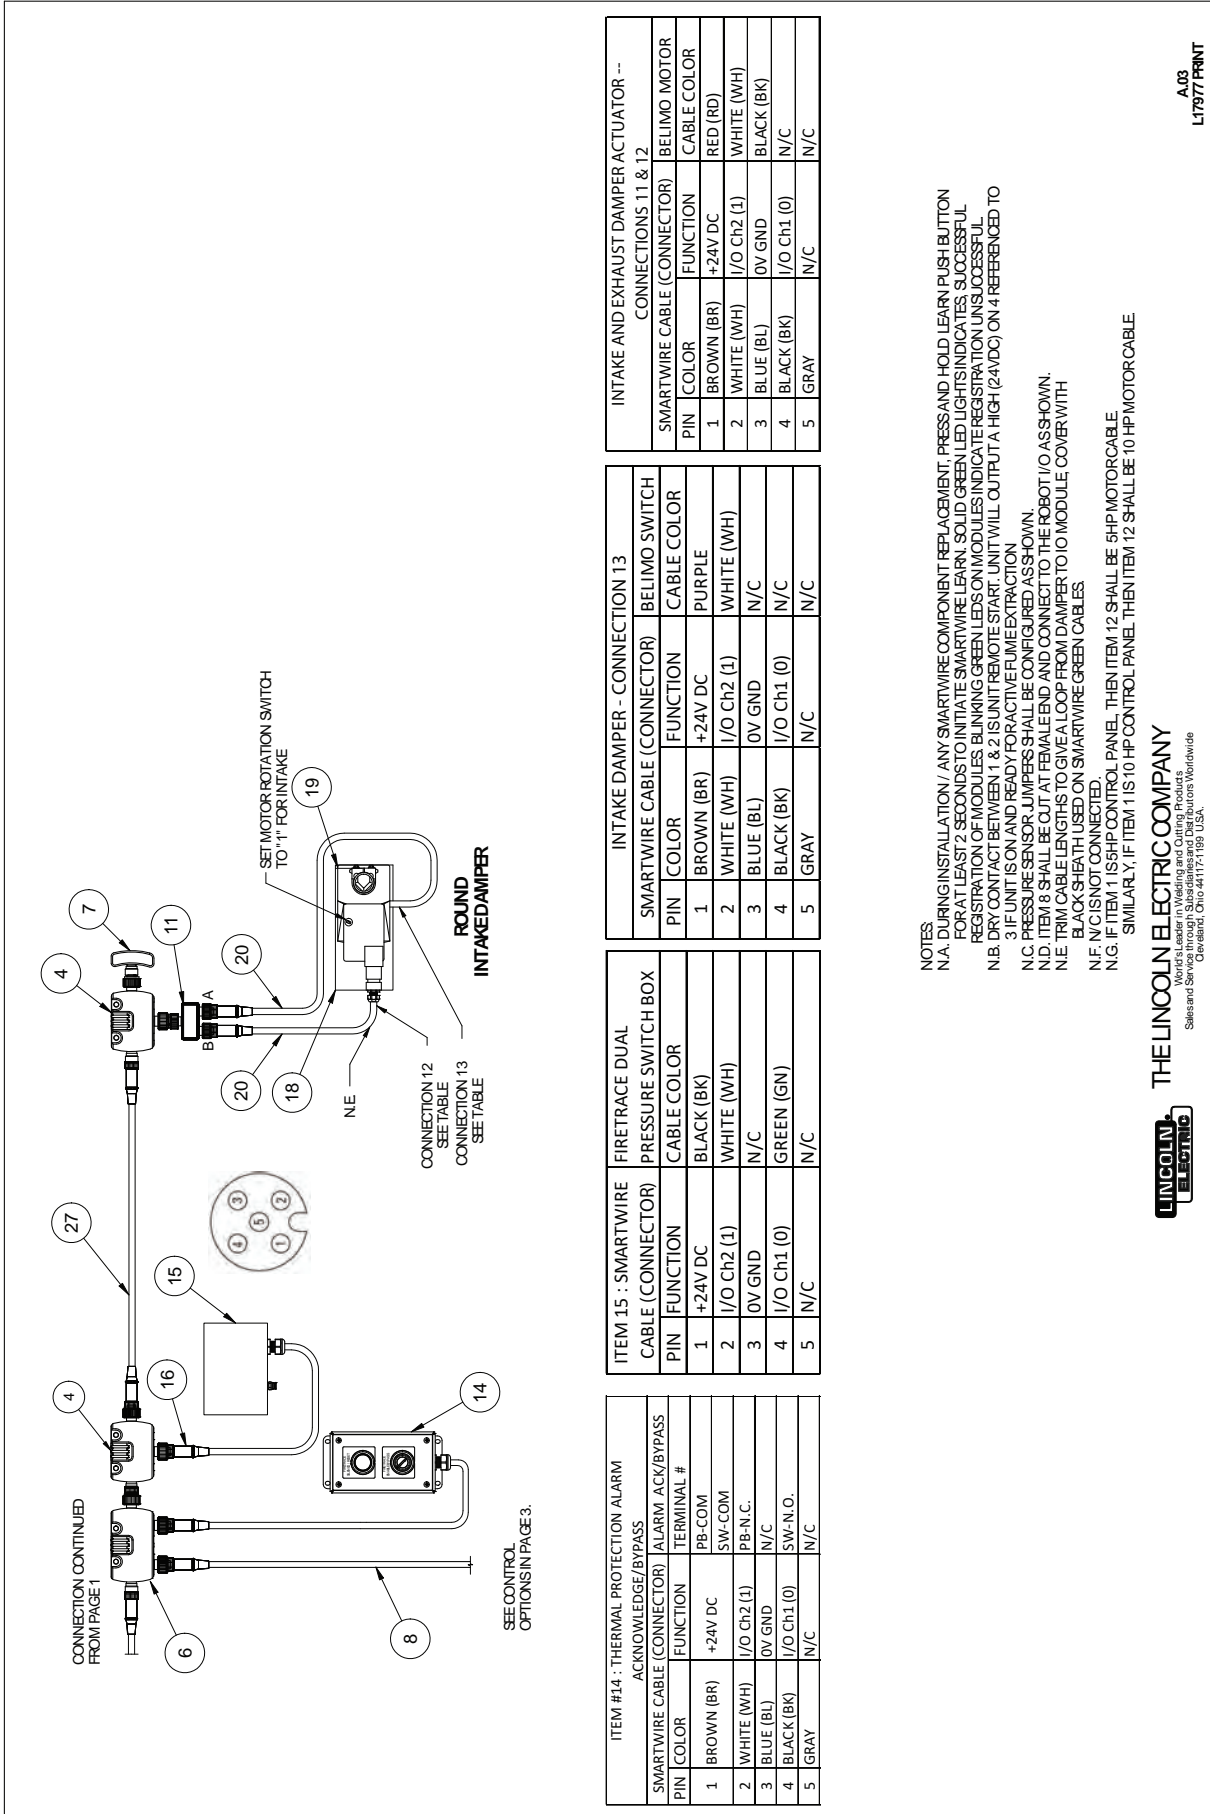 CONNECTION CONTINUED
FROM PAGE 1
6
4
16
27
15
14
8
SEE CONTROL
OPTIONS IN PAGE 3.
4
3
5
1
2
4
7
11
B
A
20
20
18
19
N.E
SET MOTOR ROTATION SWITCH
TO "1" FOR INTAKE
CONNECTION 12
SEE TABLE
CONNECTION 13
SEE TABLE
ROUND
INTAKE DAMPER
ITEM #14 : THERMAL PROTECTION ALARM
ACKNOWLEDGE/BYPASS
SMARTWIRE CABLE (CONNECTOR) ALARM ACK/BYPASS
PIN COLOR FUNCTION TERMINAL #
1 BROWN (BR) +24V DC PB-COM
SW-COM
2 WHITE (WH) I/O Ch2 (1) PB-N.C.
3 BLUE (BL) 0V GND N/C
4 BLACK (BK) I/O Ch1 (0) SW- N.O.
5 GRAY N/C N/C
ITEM 15 : SMARTWIRE FIRETRACE DUAL
CABLE (CONNECTOR) PRESSURE SWITCH BOX
PIN FUNCTION CABLE COLOR
1 +24V DC BLACK (BK)
2 I/O Ch2 (1) WHITE (WH)
3 0V GND N/C
4 I/O Ch1 (0) GREEN (GN)
5 N/C N/C
INTAKE DAMPER - CONNECTION 13
SMARTWIRE CABLE (CONNECTOR) BELIMO SWITCH
PIN COLOR FUNCTION CABLE COLOR
1 BROWN (BR) +24V DC PURPLE
2 WHITE (WH) I/O Ch2 (1) WHITE (WH)
3 BLUE (BL) 0V GND N/C
4 BLACK (BK) I/O Ch1 (0) N/C
5 GRAY N/C N/C
INTAKE AND EXHAUST DAMPER ACTUATOR --
CONNECTIONS 11 & 12
SMARTWIRE CABLE (CONNECTOR) BELIMO MOTOR
PIN COLOR FUNCTION CABLE COLOR
1 BROWN (BR) +24V DC RED (RD)
2 WHITE (WH) I/O Ch2 (1) WHITE (WH)
3 BLUE (BL) 0V GND BLACK (BK)
4 BLACK (BK) I/O Ch1 (0) N/C
5 GRAY N/C N/C
NOTES:
N.A. DURING INSTALLATION / ANY SMARTWIRE COMPONENT REPLACEMENT, PRESS AND HOLD LEARN PUSH BUTTON
FOR AT LEAST 2 SECONDS TO INITIATE SMARTWIRE LEARN. SOLID GREEN LED LIGHTS INDICATES, SUCCESSFUL
REGISTRATION OF MODULES. BLINKING GREEN LEDS ON MODULES INDICATE REGISTRATION UNSUCCESSFUL.
N.B. DRY CONTACT BETWEEN 1 & 2 IS UNIT REMOTE START. UNIT WILL OUTPUT A HIGH (24VDC) ON 4 REFERENCED TO
3 IF UNIT IS ON AND READY FOR ACTIVE FUME EXTRACTION
N.C. PRESSURE SENSOR JUMPERS SHALL BE CONFIGURED AS SHOWN.
N.D. ITEM 8 SHALL BE CUT AT FEMALE END AND CONNECT TO THE ROBOT I/O AS SHOWN.
N.E. TRIM CABLE LENGTHS TO GIVE A LOOP FROM DAMPER TO IO MODULE, COVER WITH
BLACK SHEATH USED ON SMARTWIRE GREEN CABLES.
N.F. N/C IS NOT CONNECTED.
N.G. IF ITEM 1 IS 5HP CONTROL PANEL, THEN ITEM 12 SHALL BE 5HP MOTOR CABLE.
SIMILARLY, IF ITEM 1 IS 10 HP CONTROL PANEL THEN ITEM 12 SHALL BE 10 HP MOTOR CABLE.
LINCOLN
ELECTRIC
THE LINCOLN ELECTRIC COMPANY
World's Leader in Welding and Cutting Products
Sales and Service through Subsidiaries and Distributors Worldwide
Cleveland, Ohio 44117-1199 U.S.A.
A.03
L17977 PRINT